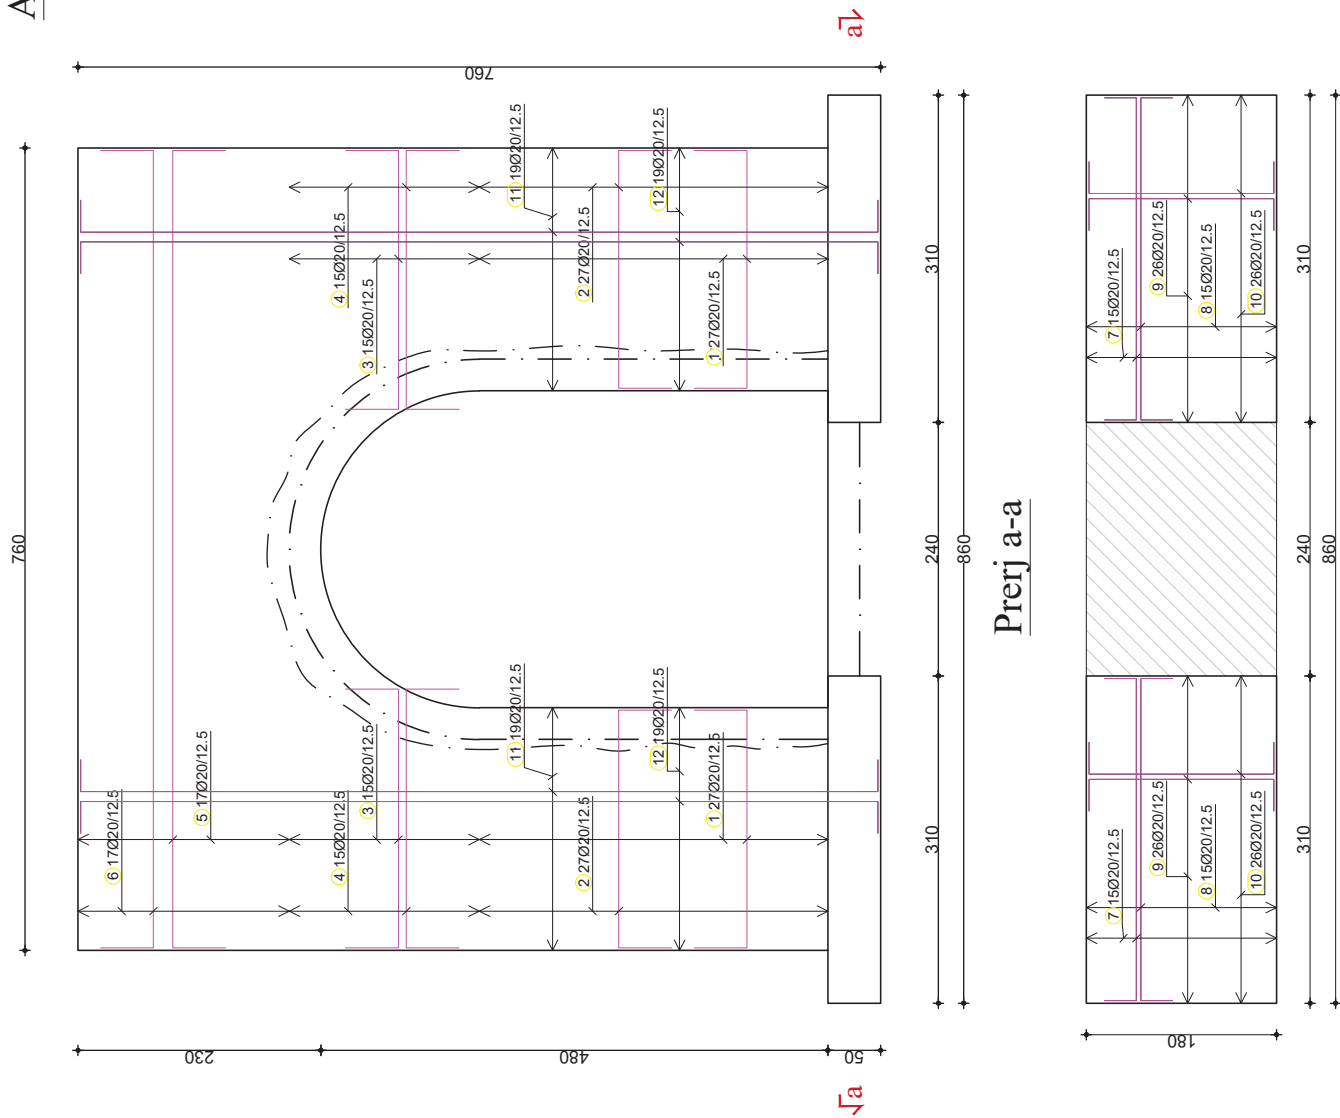 A
760
760
a
⑪ 19Ø20/12.5
⑫ 19Ø20/12.5
④ 15Ø20/12.5
② 27Ø20/12.5
③ 15Ø20/12.5
① 27Ø20/12.5
⑪ 19Ø20/12.5
⑫ 19Ø20/12.5
⑤ 17Ø20/12.5
③ 15Ø20/12.5
① 27Ø20/12.5
⑥ 17Ø20/12.5
④ 15Ø20/12.5
② 27Ø20/12.5
230
480
50
a
310
240
310
860
Prerj a-a
⑦ 15Ø20/12.5
⑨ 26Ø20/12.5
⑧ 15Ø20/12.5
⑩ 26Ø20/12.5
⑦ 15Ø20/12.5
⑨ 26Ø20/12.5
⑧ 15Ø20/12.5
⑩ 26Ø20/12.5
180
310
240
310
860